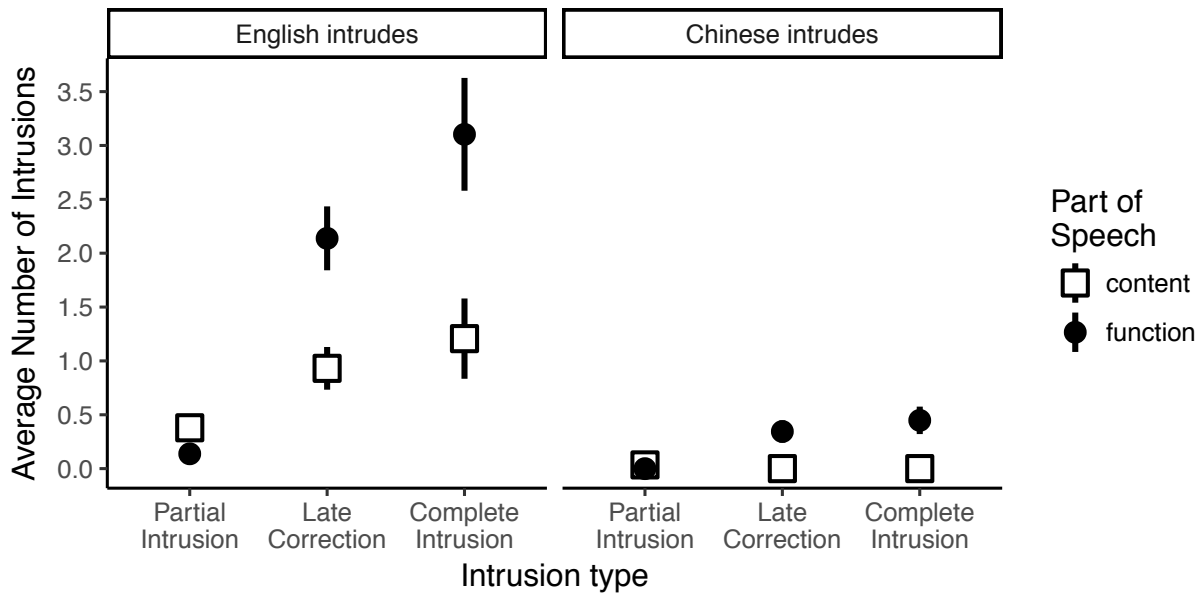 English intrudes
Chinese intrudes
Average Number of Intrusions
3.5
3.0
2.5
2.0
1.5
1.0
0.5
0.0
Partial
Intrusion
Late
Correction
Complete
Intrusion
Partial
Intrusion
Late
Correction
Complete
Intrusion
Intrusion type
Part of
Speech
content
function